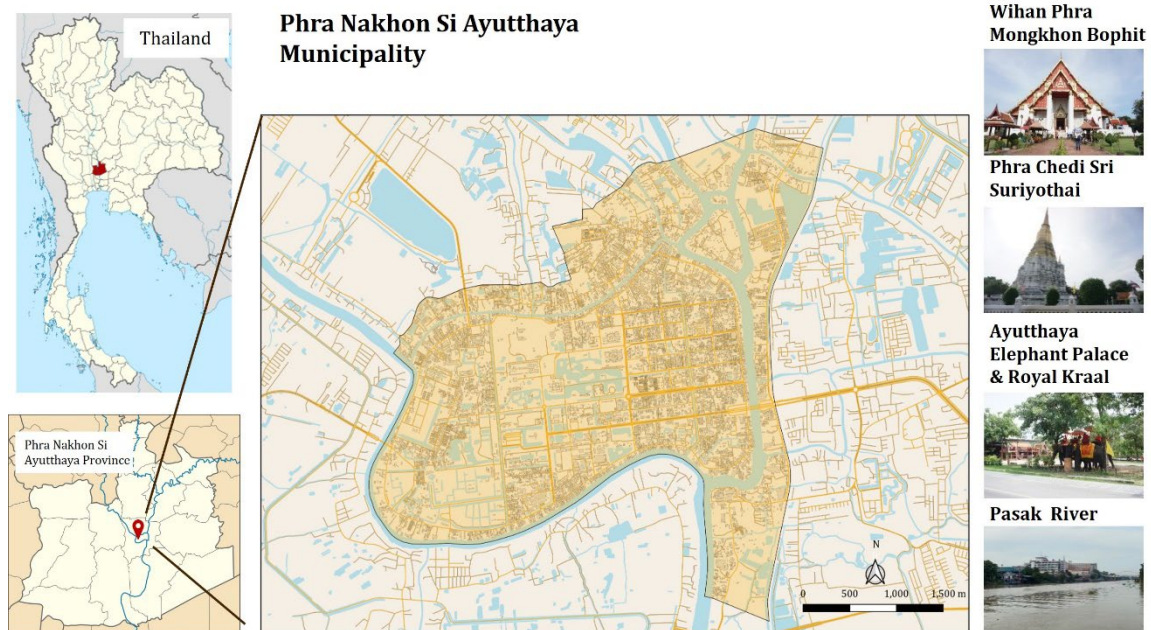 Thailand
Phra Nakhon Si Ayutthaya
Municipality
Phra Nakhon Si
Ayutthaya Province
N
0 500 1,000 1,500 m
Wihan Phra
Mongkhon Bophit
Phra Chedi Sri
Suriyothai
Ayutthaya
Elephant Palace
& Royal Kraal
Pasak River